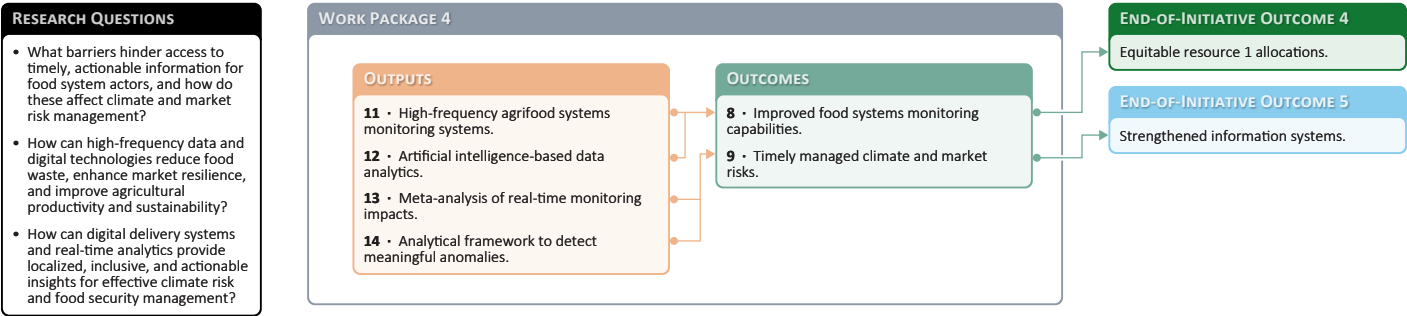 RESEARCH QUESTIONS
• What barriers hinder access to
timely, actionable information for
food system actors, and how do
these affect climate and market
risk management?
• How can high-frequency data and
digital technologies reduce food
waste, enhance market resilience,
and improve agricultural
productivity and sustainability?
• How can digital delivery systems
and real-time analytics provide
localized, inclusive, and actionable
insights for effective climate risk
and food security management?
WORK PACKAGE 4
OUTPUTS
11 · High-frequency agrifood systems
monitoring systems.
12 · Artificial intelligence-based data
analytics.
13 · Meta-analysis of real-time monitoring
impacts.
14 · Analytical framework to detect
meaningful anomalies.
OUTCOMES
8 · Improved food systems monitoring
capabilities.
9 · Timely managed climate and market
risks.
END-OF-INITIATIVE OUTCOME 4
Equitable resource 1 allocations.
END-OF-INITIATIVE OUTCOME 5
Strengthened information systems.